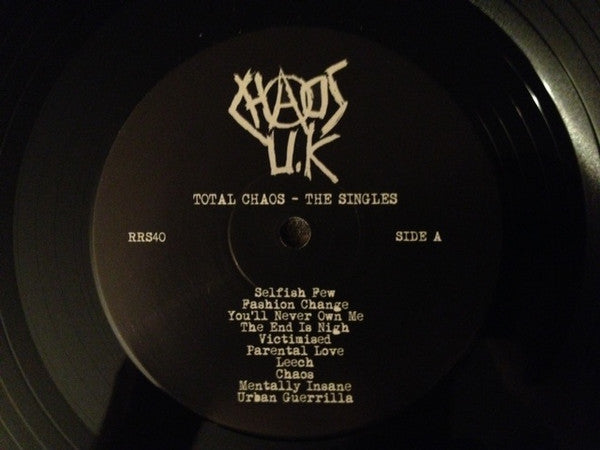 CHAOS
U.K
TOTAL CHAOS - THE SINGLES
RRS40
SIDE A
Selfish Few
Fashion Change
You'll Never Own Me
The End Is Nigh
Victimised
Parental Love
Leech
Chaos
Mentally Insane
Urban Guerrilla